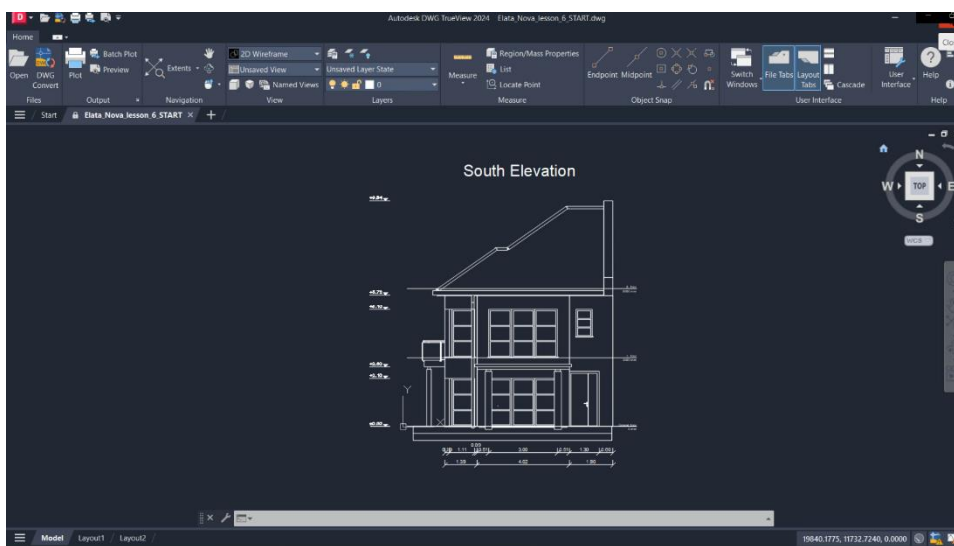 Autodesk DWG TrueView 2024 Elata_Nova_lesson_6_START.dwg
Home
Open
DWG Convert
Files
Plot
Batch Plot
Preview
Output
Extents
Navigation
2D Wireframe
Unsaved View
Named Views
View
Unsaved Layer State
0
Layers
Measure
Region/Mass Properties
List
Locate Point
Measure
Endpoint
Midpoint
Object Snap
Switch Windows
File Tabs
Layout Tabs
Cascade
User Interface
User Interface
Help
Help
Clo
Start
Elata_Nova_lesson_6_START
South Elevation
N
W
TOP
E
S
WCS
Y
X
Model
Layout1
Layout2
19840.1775, 11732.7240, 0.0000